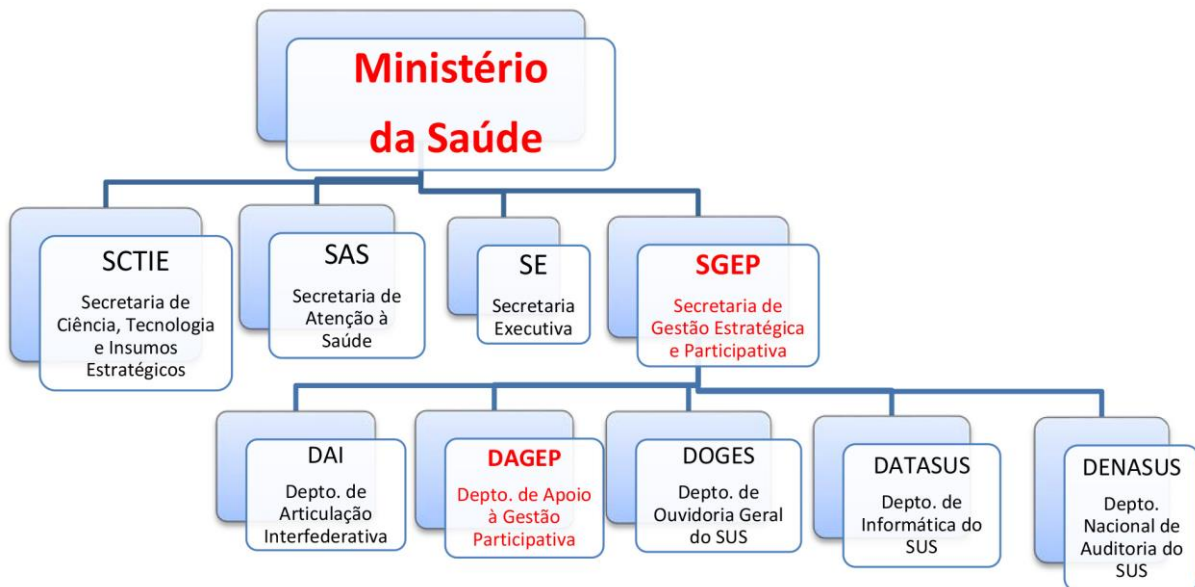 Ministério
da Saúde
SCTIE
Secretaria de
Ciência, Tecnologia
e Insumos
Estratégicos
SAS
Secretaria de
Atenção à
Saúde
SE
Secretaria
Executiva
SGEP
Secretaria de
Gestão Estratégica
e Participativa
DAI
Depto. de
Articulação
Interfederativa
DAGEP
Depto. de Apoio
à Gestão
Participativa
DOGES
Depto. de
Ouvidoria Geral
do SUS
DATASUS
Depto. de
Informática do
SUS
DENASUS
Depto.
Nacional de
Auditoria do
SUS